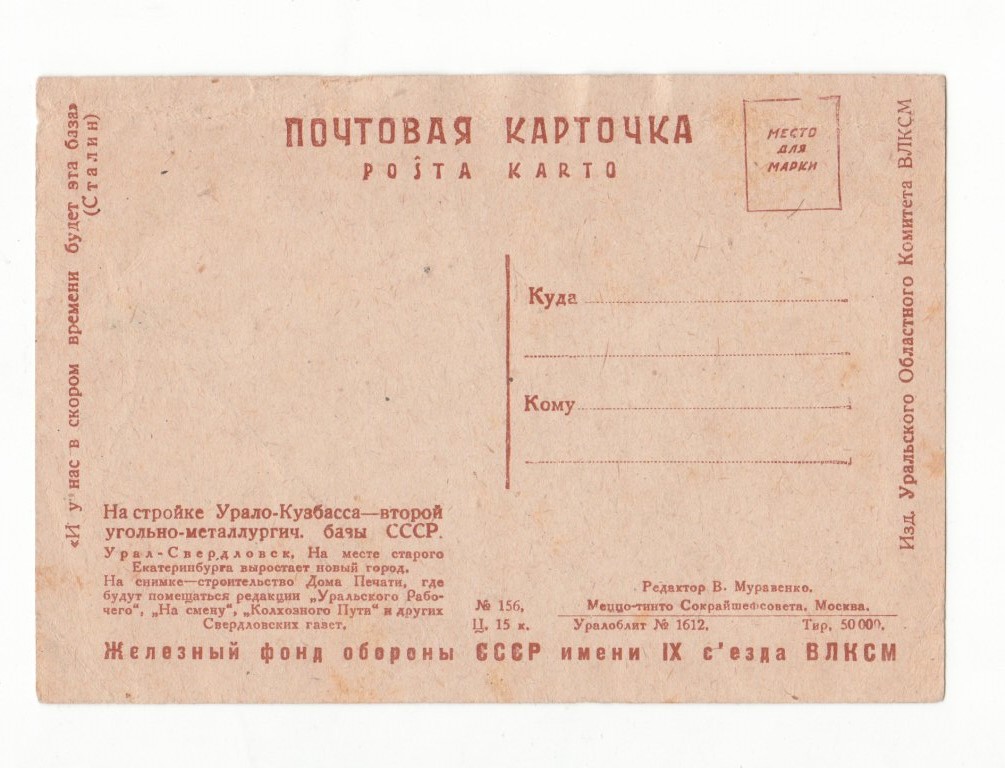 ПОЧТОВАЯ КАРТОЧКА
POŜTA KARTO
МЕСТО
ДЛЯ
МАРКИ
«И у нас в скором времени будет эта база»
(Сталин)
Куда
Кому
Изд. Уральского Областного Комитета ВЛКСМ
На стройке Урало-Кузбасса—второй
угольно-металлургич. базы СССР.
Урал-Свердловск. На месте старого
Екатеринбурга выростает новый город.
На снимке—строительство Дома Печати, где
будут помещаться редакции „Уральского Рабо-
чего“, „На смену“, „Колхозного Пути“ и других
Свердловских газет.
№ 156.
Ц. 15 к.
Редактор В. Муравенко.
Меццо-тинто Сокрайшефсовета, Москва.
Уралоблит № 1612. Тир. 50 000.
Железный фонд обороны СССР имени IX с'езда ВЛКСМ